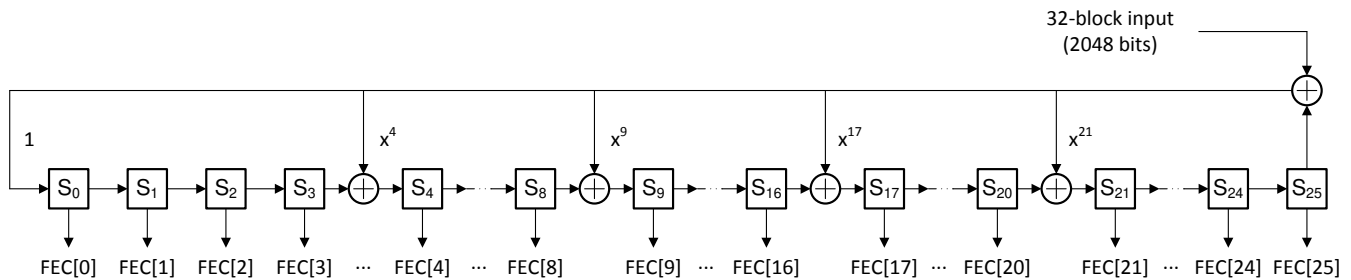 32-block input
(2048 bits)
1 x⁴ x⁹ x¹⁷ x²¹
S₀ S₁ S₂ S₃ S₄ ... S₈ S₉ ... S₁₆ S₁₇ ... S₂₀ S₂₁ ... S₂₄ S₂₅
FEC[0] FEC[1] FEC[2] FEC[3] ... FEC[4] ... FEC[8] FEC[9] ... FEC[16] FEC[17] ... FEC[20] FEC[21] ... FEC[24] FEC[25]